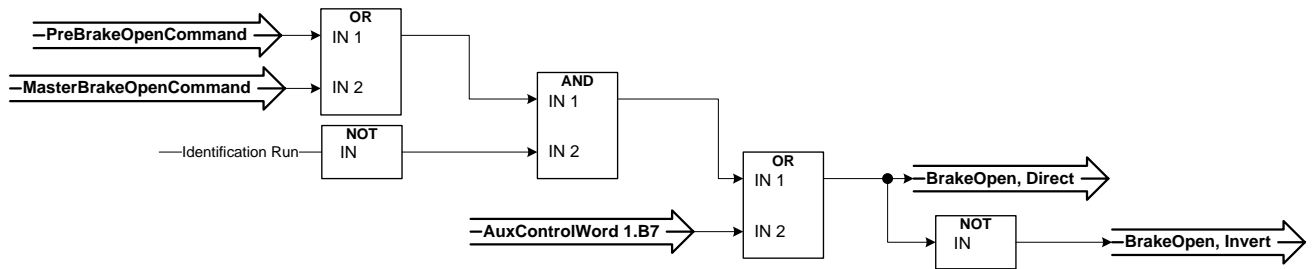 OR
PreBrakeOpenCommand
IN 1
MasterBrakeOpenCommand
IN 2
AND
IN 1
NOT
Identification Run
IN
IN 2
OR
BrakeOpen, Direct
IN 1
NOT
AuxControlWord 1.B7
IN 2
IN
BrakeOpen, Invert